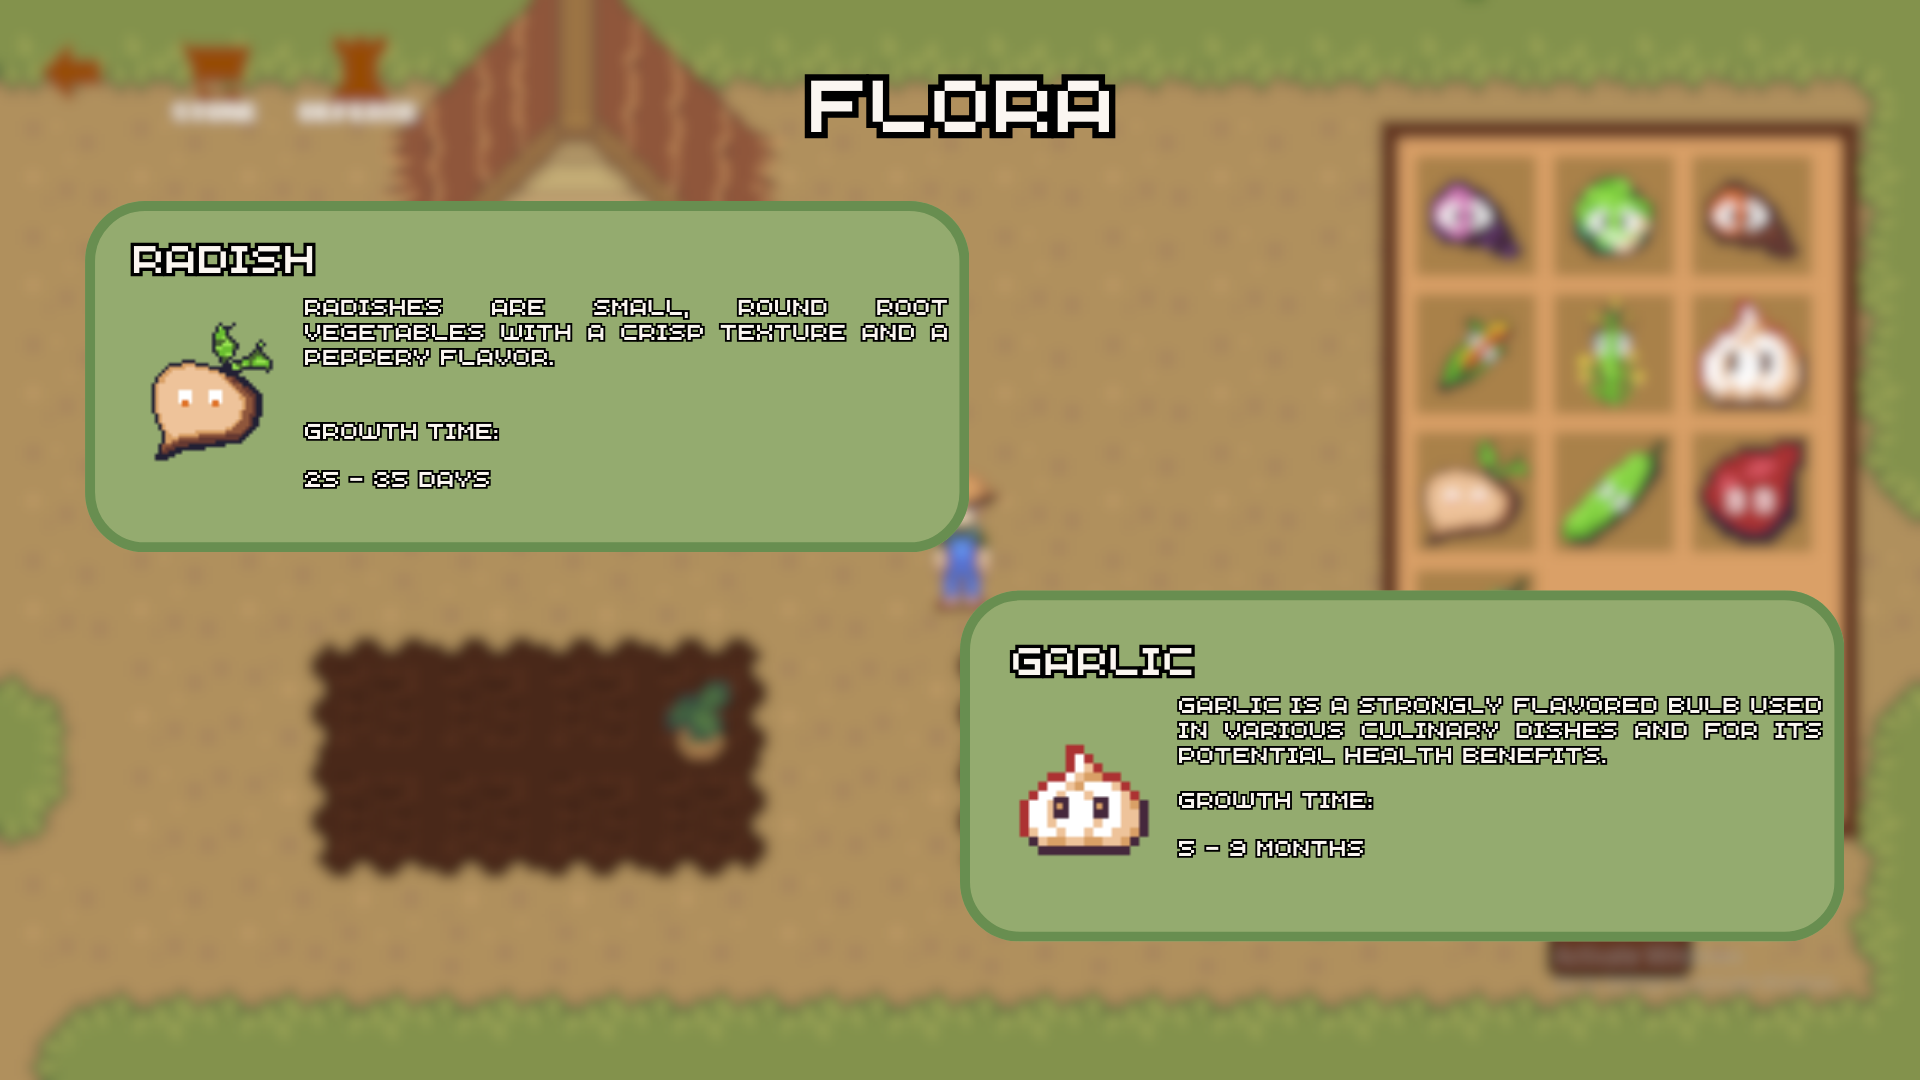 FLORA
RADISH
RADISHES ARE SMALL, ROUND ROOT
VEGETABLES WITH A CRISP TEXTURE AND A
PEPPERY FLAVOR.
GROWTH TIME:
25 - 35 DAYS
GARLIC
GARLIC IS A STRONGLY FLAVORED BULB USED
IN VARIOUS CULINARY DISHES AND FOR ITS
POTENTIAL HEALTH BENEFITS.
GROWTH TIME:
5 - 9 MONTHS